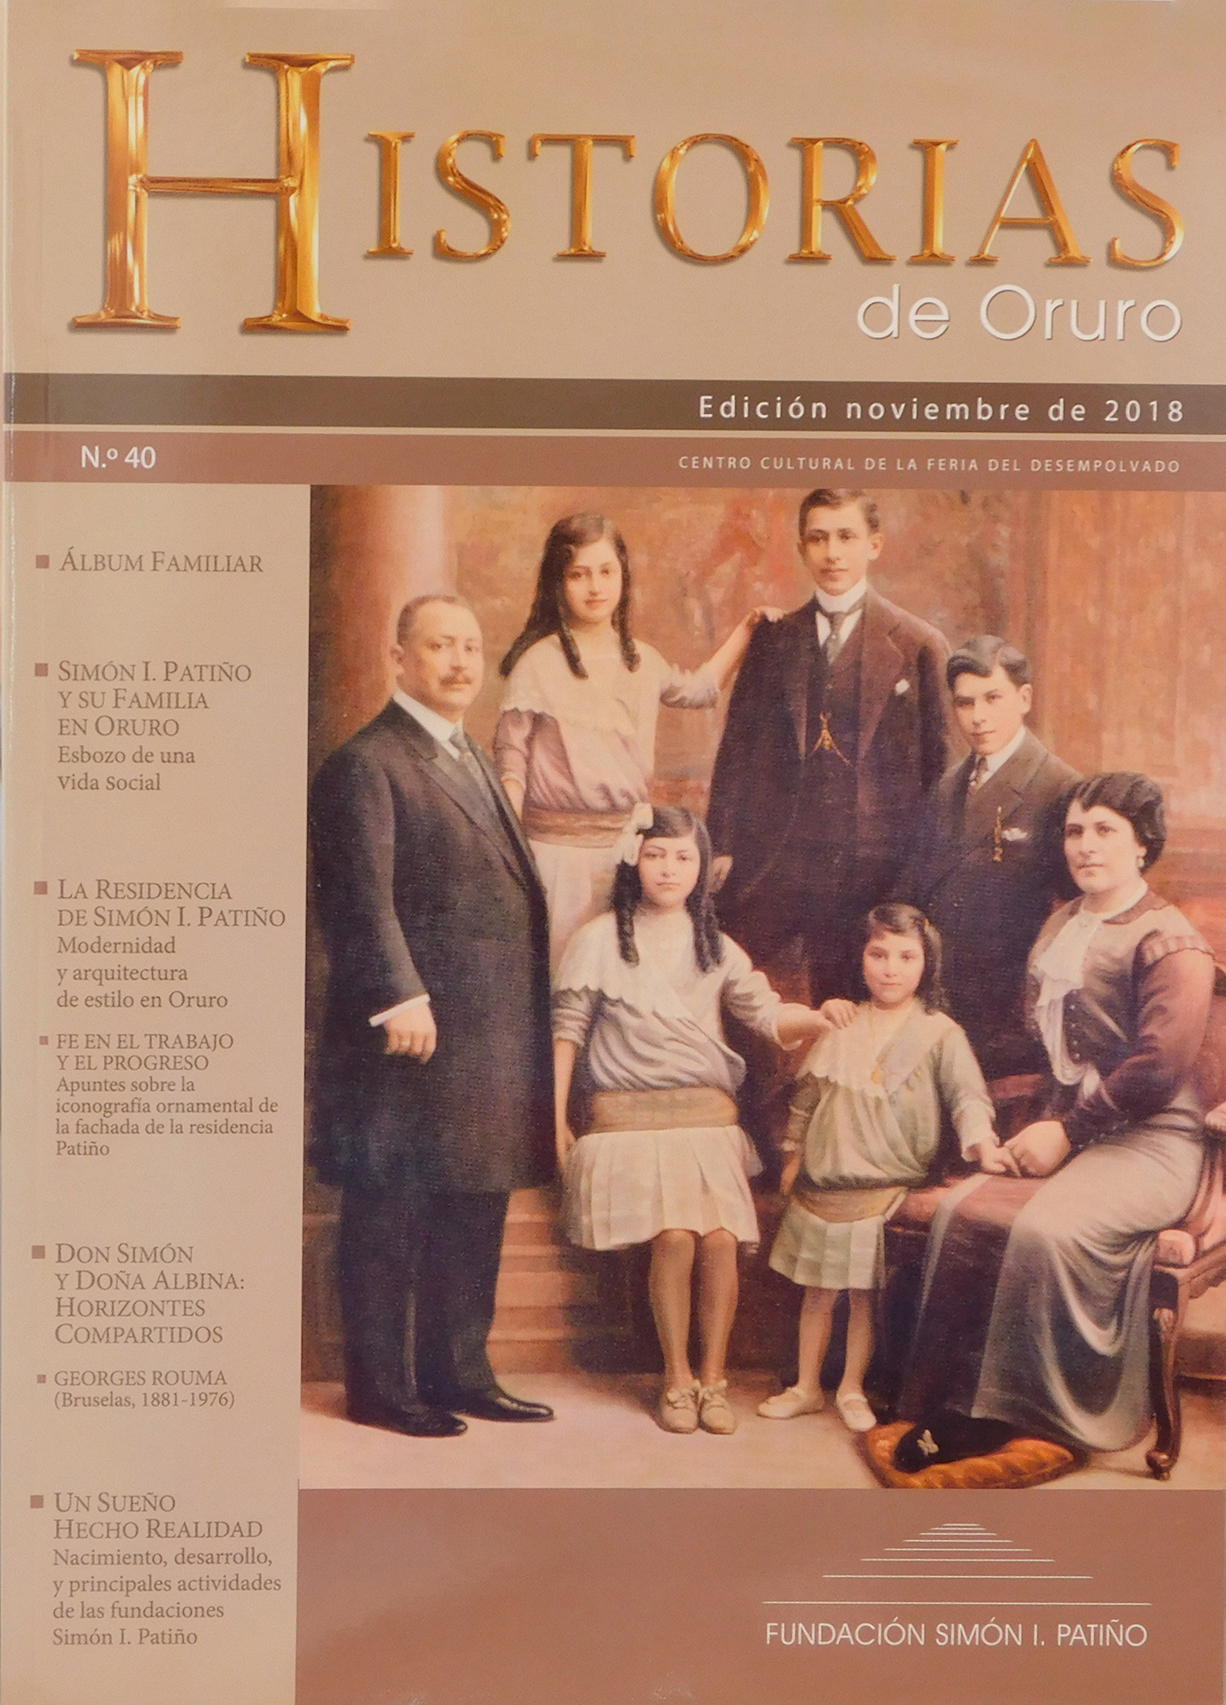 HISTORIAS
de Oruro
Edición noviembre de 2018
N.º 40
CENTRO CULTURAL DE LA FERIA DEL DESEMPOLVADO
ÁLBUM FAMILIAR
SIMÓN I. PATIÑO
Y SU FAMILIA
EN ORURO
Esbozo de una
vida social
LA RESIDENCIA
DE SIMÓN I. PATIÑO
Modernidad
y arquitectura
de estilo en Oruro
FE EN EL TRABAJO
Y EL PROGRESO
Apuntes sobre la
iconografía ornamental de
la fachada de la residencia
Patiño
DON SIMÓN
Y DOÑA ALBINA:
HORIZONTES
COMPARTIDOS
GEORGES ROUMA
(Bruselas, 1881-1976)
UN SUEÑO
HECHO REALIDAD
Nacimiento, desarrollo,
y principales actividades
de las fundaciones
Simón I. Patiño
FUNDACIÓN SIMÓN I. PATIÑO